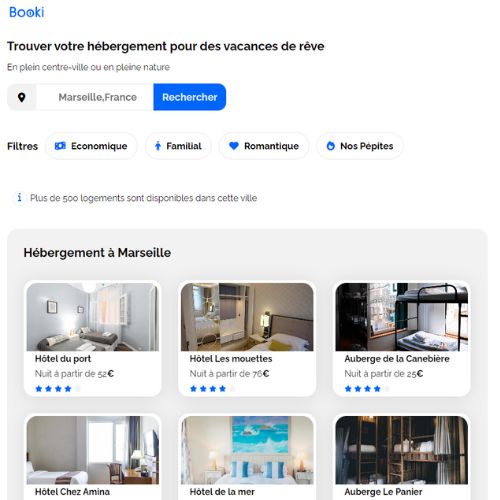 Booki
Trouver votre hébergement pour des vacances de rêve
En plein centre-ville ou en pleine nature
Marseille,France Rechercher
Filtres Economique Familial Romantique Nos Pépites
Plus de 500 logements sont disponibles dans cette ville
Hébergement à Marseille
Hôtel du port Hôtel Les mouettes Auberge de la Canebière
Nuit à partir de 52€ Nuit à partir de 76€ Nuit à partir de 25€
Hôtel Chez Amina Hôtel de la mer Auberge Le Panier